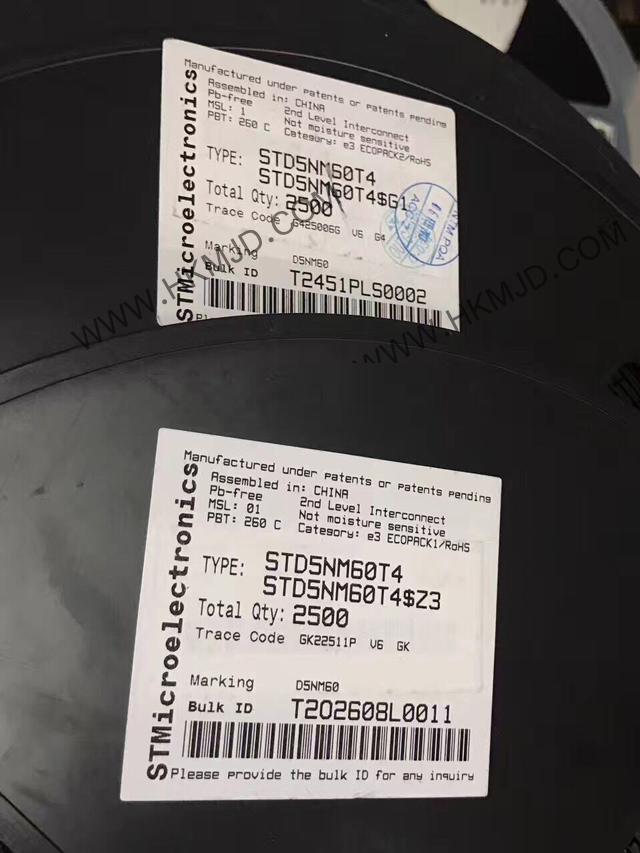 STMicroelectronics
Manufactured under patents or patents pending
Assembled in: CHINA
Pb-free 2nd Level Interconnect
MSL: 1 Not moisture sensitive
PBT: 260 C Category: e3 ECOPACK2/RoHS
TYPE: STD5NM60T4
STD5NM60T4$G1
Total Qty: 2500
Trace Code G425006G V6 G4
Marking D5NM60
Bulk ID T2451PLS0002
WWW.HKMJD.COM
WWW.HKMJD.COM
STMicroelectronics
Manufactured under patents or patents pending
Assembled in: CHINA
Pb-free 2nd Level Interconnect
MSL: 01 Not moisture sensitive
PBT: 260 C Category: e3 ECOPACK1/RoHS
TYPE: STD5NM60T4
STD5NM60T4$Z3
Total Qty: 2500
Trace Code GK22511P V6 GK
Marking D5NM60
Bulk ID T202608L0011
Please provide the bulk ID for any inquiry